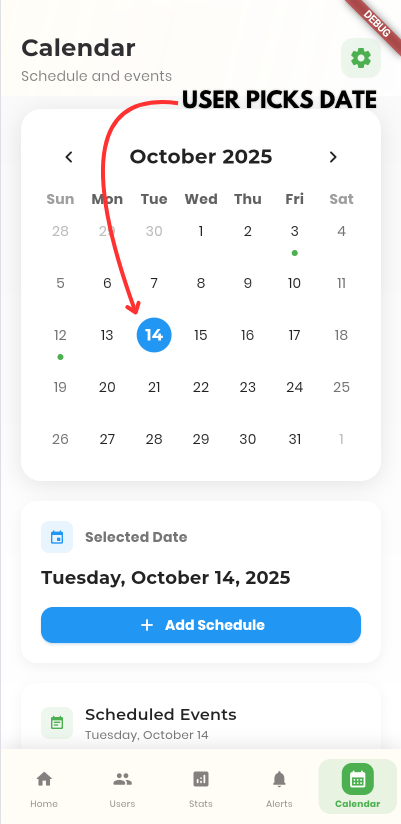 DEBUG
Calendar
Schedule and events
USER PICKS DATE
October 2025
Sun Mon Tue Wed Thu Fri Sat
28 29 30 1 2 3 4
5 6 7 8 9 10 11
12 13 14 15 16 17 18
19 20 21 22 23 24 25
26 27 28 29 30 31 1
Selected Date
Tuesday, October 14, 2025
+ Add Schedule
Scheduled Events
Tuesday, October 14
Home Users Stats Alerts Calendar